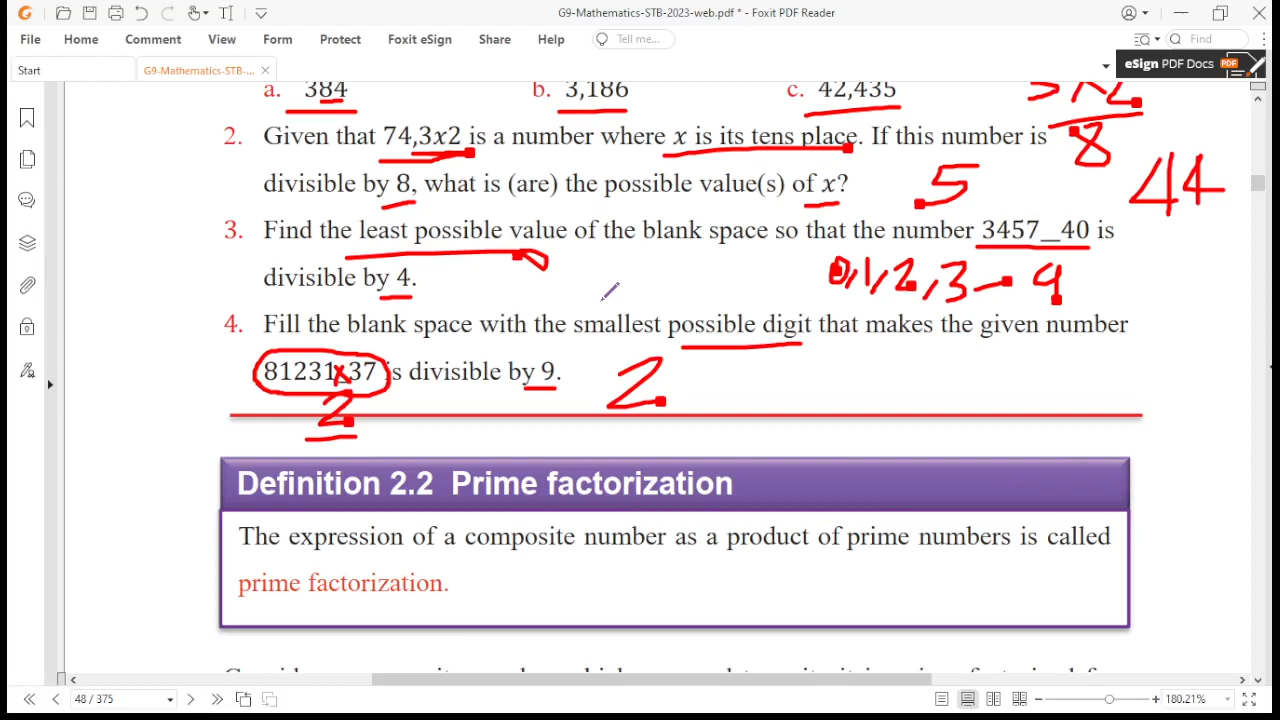 G9-Mathematics-STB-2023-web.pdf * - Foxit PDF Reader
File Home Comment View Form Protect Foxit eSign Share Help Tell me... Find
Start G9-Mathematics-STB-... eSign PDF Docs PDF
a. 384 b. 3,186 c. 42,435
2. Given that 74,3x2 is a number where x is its tens place. If this number is
8
divisible by 8, what is (are) the possible value(s) of x? 5 44
3. Find the least possible value of the blank space so that the number 3457_40 is
divisible by 4. 0,1,2,3 - 9
4. Fill the blank space with the smallest possible digit that makes the given number
81231_37 is divisible by 9. 2
x
2
Definition 2.2 Prime factorization
The expression of a composite number as a product of prime numbers is called
prime factorization.
48 / 375 180.21%